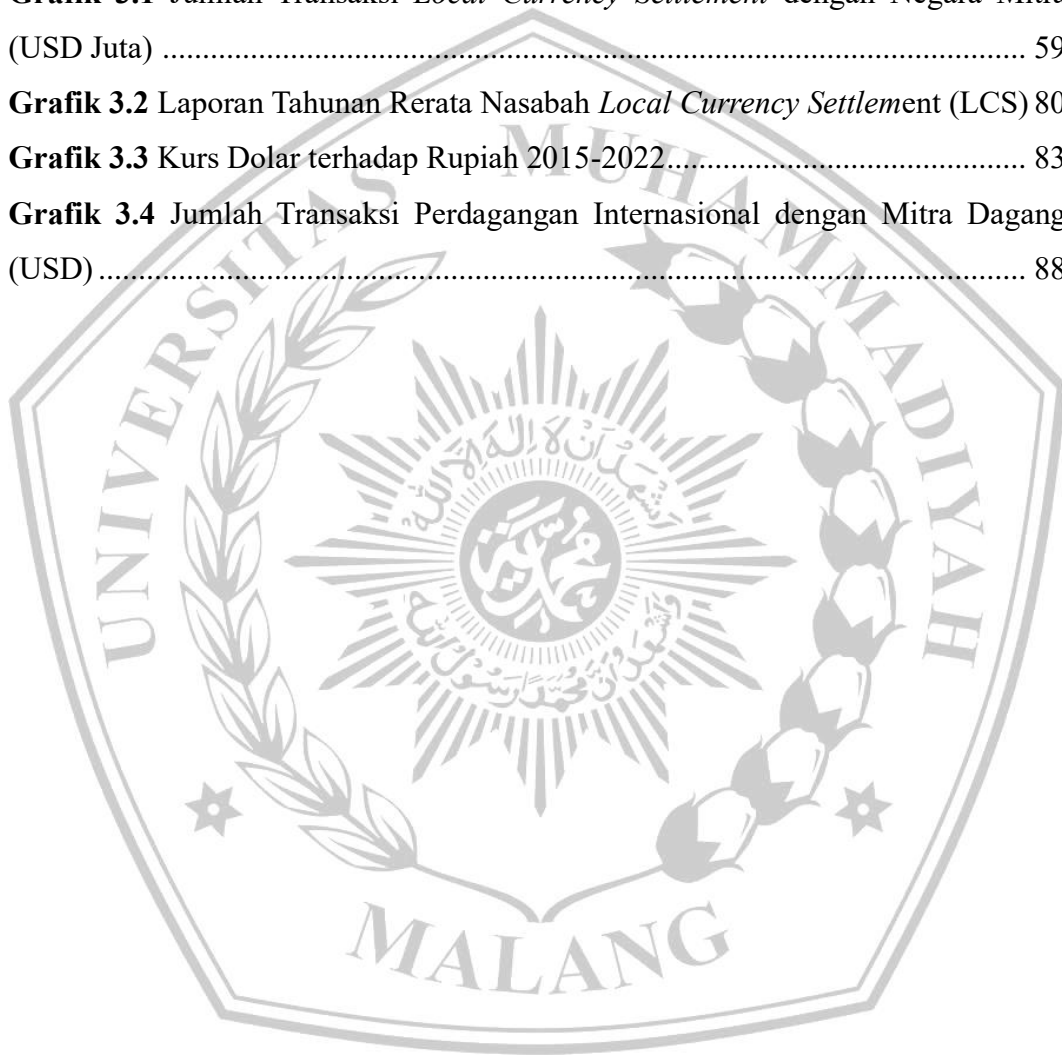 Grafik 3.1 Jumlah Transaksi Local Currency Settlement dengan Negara Mitra
(USD Juta) ........................................................................................ 59
Grafik 3.2 Laporan Tahunan Rerata Nasabah Local Currency Settlement (LCS) 80
Grafik 3.3 Kurs Dolar terhadap Rupiah 2015-2022..................................... 83
Grafik 3.4 Jumlah Transaksi Perdagangan Internasional dengan Mitra Dagang
(USD) ............................................................................................... 88
UNIVERSITAS MUHAMMADIYAH
MALANG